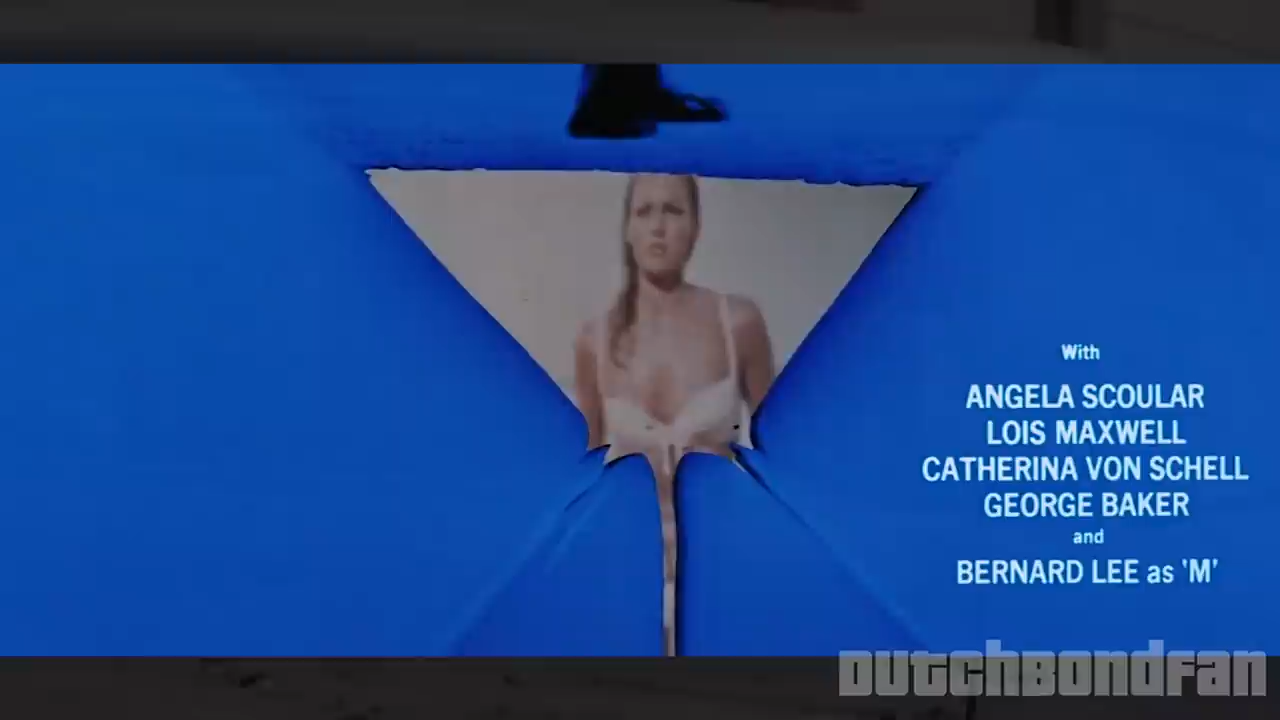 With
ANGELA SCOULAR
LOIS MAXWELL
CATHERINA VON SCHELL
GEORGE BAKER
and
BERNARD LEE as 'M'
DUTCHBONDFAN